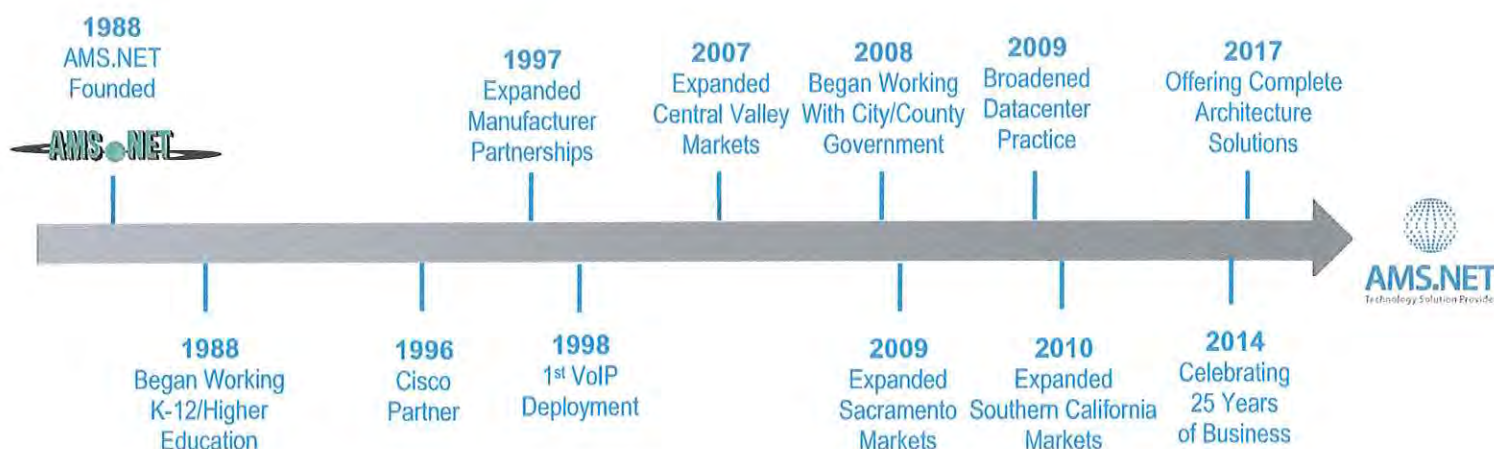 1988
AMS.NET
Founded
AMS.NET
1997
Expanded
Manufacturer
Partnerships
2007
Expanded
Central Valley
Markets
2008
Began Working
With City/County
Government
2009
Broadened
Datacenter
Practice
2017
Offering Complete
Architecture
Solutions
AMS.NET
Technology Solution Provide
1988
Began Working
K-12/Higher
Education
1996
Cisco
Partner
1998
1st VoIP
Deployment
2009
Expanded
Sacramento
Markets
2010
Expanded
Southern California
Markets
2014
Celebrating
25 Years
of Business